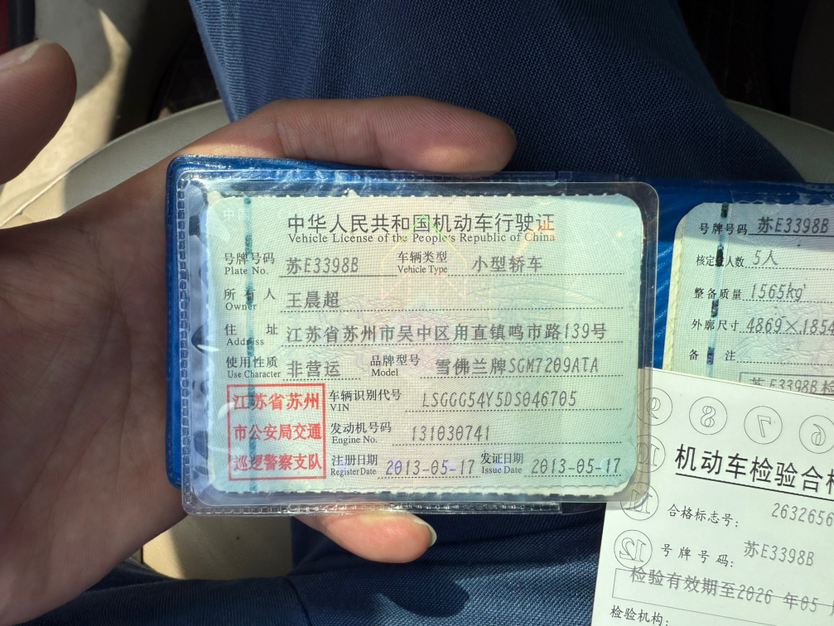 中华人民共和国机动车行驶证
Vehicle License of the People's Republic of China
号牌号码 苏E3398B 车辆类型 小型轿车
Plate No. Vehicle Type
所有人 王晨超
Owner
住址 江苏省苏州市吴中区用直镇鸣市路139号
Address
使用性质 非营运 品牌型号 雪佛兰牌SGM7209ATA
Use Character Model
江苏省苏州
市公安局交通
巡逻警察支队
车辆识别代号 LSGGG54Y5DS046705
VIN
发动机号码 131030741
Engine No.
注册日期 2013-05-17 发证日期 2013-05-17
Register Date Issue Date
号牌号码 苏E3398B
核定载人数 5人
整备质量 1565kg
外廓尺寸 4869×1854
备注
苏E3398B 检
9 8 7
10
11
12
机动车检验合格
合格标志号: 2632656
号牌号码: 苏E3398B
检验有效期至2026年05
检验机构: